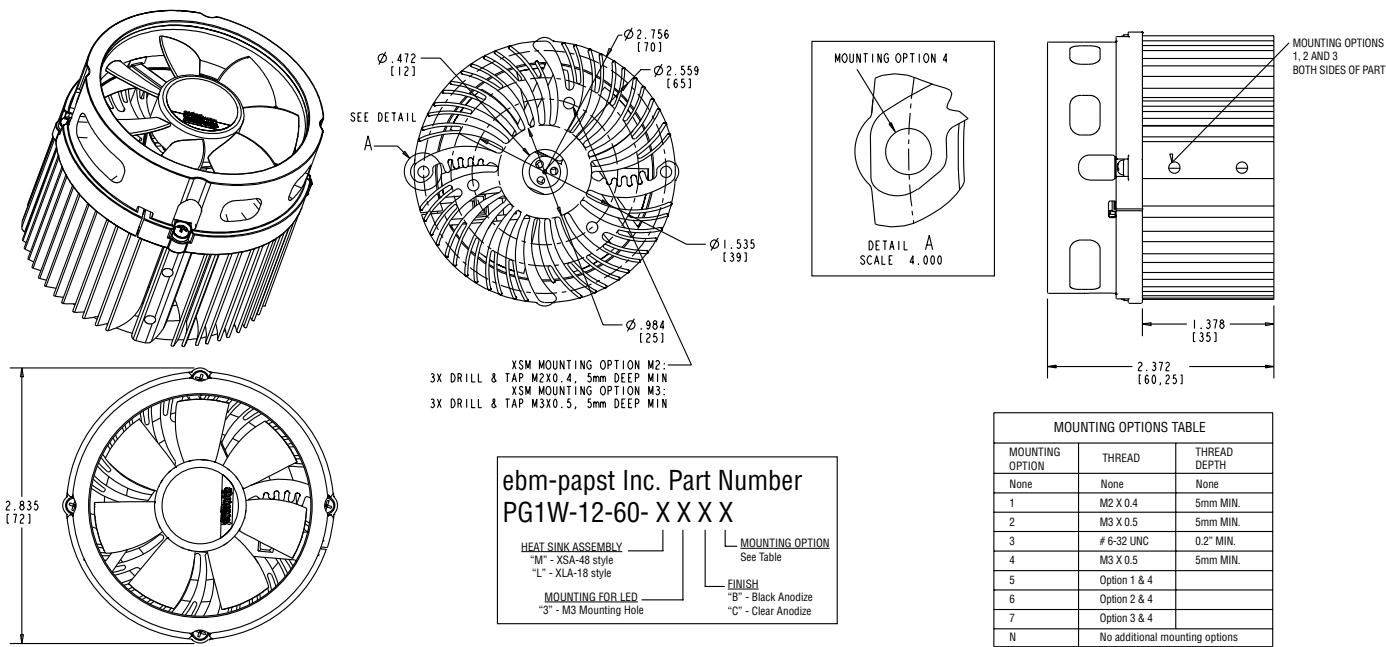 Ø.472
[12]
Ø2.756
[70]
Ø2.559
[65]
SEE DETAIL
A
Ø1.535
[39]
Ø.984
[25]
XSM MOUNTING OPTION M2:
3X DRILL & TAP M2X0.4, 5mm DEEP MIN
XSM MOUNTING OPTION M3:
3X DRILL & TAP M3X0.5, 5mm DEEP MIN
MOUNTING OPTION 4
DETAIL A
SCALE 4.000
MOUNTING OPTIONS
1, 2 AND 3
BOTH SIDES OF PART
1.378
[35]
2.372
[60,25]
2.835
[72]
ebm-papst Inc. Part Number
PG1W-12-60- X X X X
HEAT SINK ASSEMBLY
“M” - XSA-48 style
“L” - XLA-18 style
MOUNTING FOR LED
“3” - M3 Mounting Hole
MOUNTING OPTION
See Table
FINISH
“B” - Black Anodize
“C” - Clear Anodize
MOUNTING OPTIONS TABLE
MOUNTING OPTION THREAD THREAD DEPTH
None None None
1 M2 X 0.4 5mm MIN.
2 M3 X 0.5 5mm MIN.
3 # 6-32 UNC 0.2" MIN.
4 M3 X 0.5 5mm MIN.
5 Option 1 & 4
6 Option 2 & 4
7 Option 3 & 4
N No additional mounting options